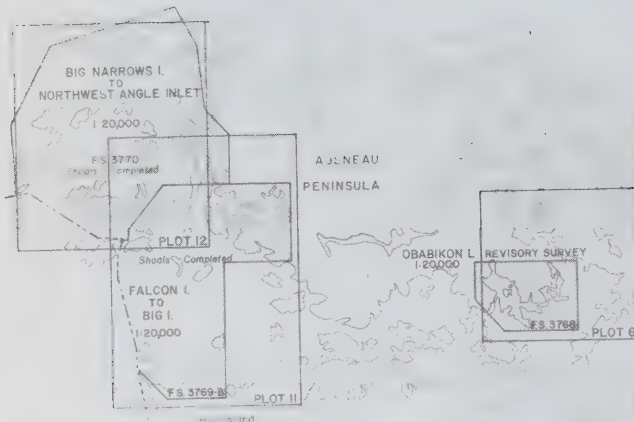 BIG NARROWS I.
TO
NORTHWEST ANGLE INLET
1:20,000
F.S. 3770
Shoals Completed
PLOT 12
AULNEAU
PENINSULA
Shoals Completed
FALCON I.
TO
BIG I.
1:20,000
F.S. 3769-B
PLOT 11
OBABIKON L. REVISORY SURVEY
1:20,000
F.S. 3768
PLOT 6